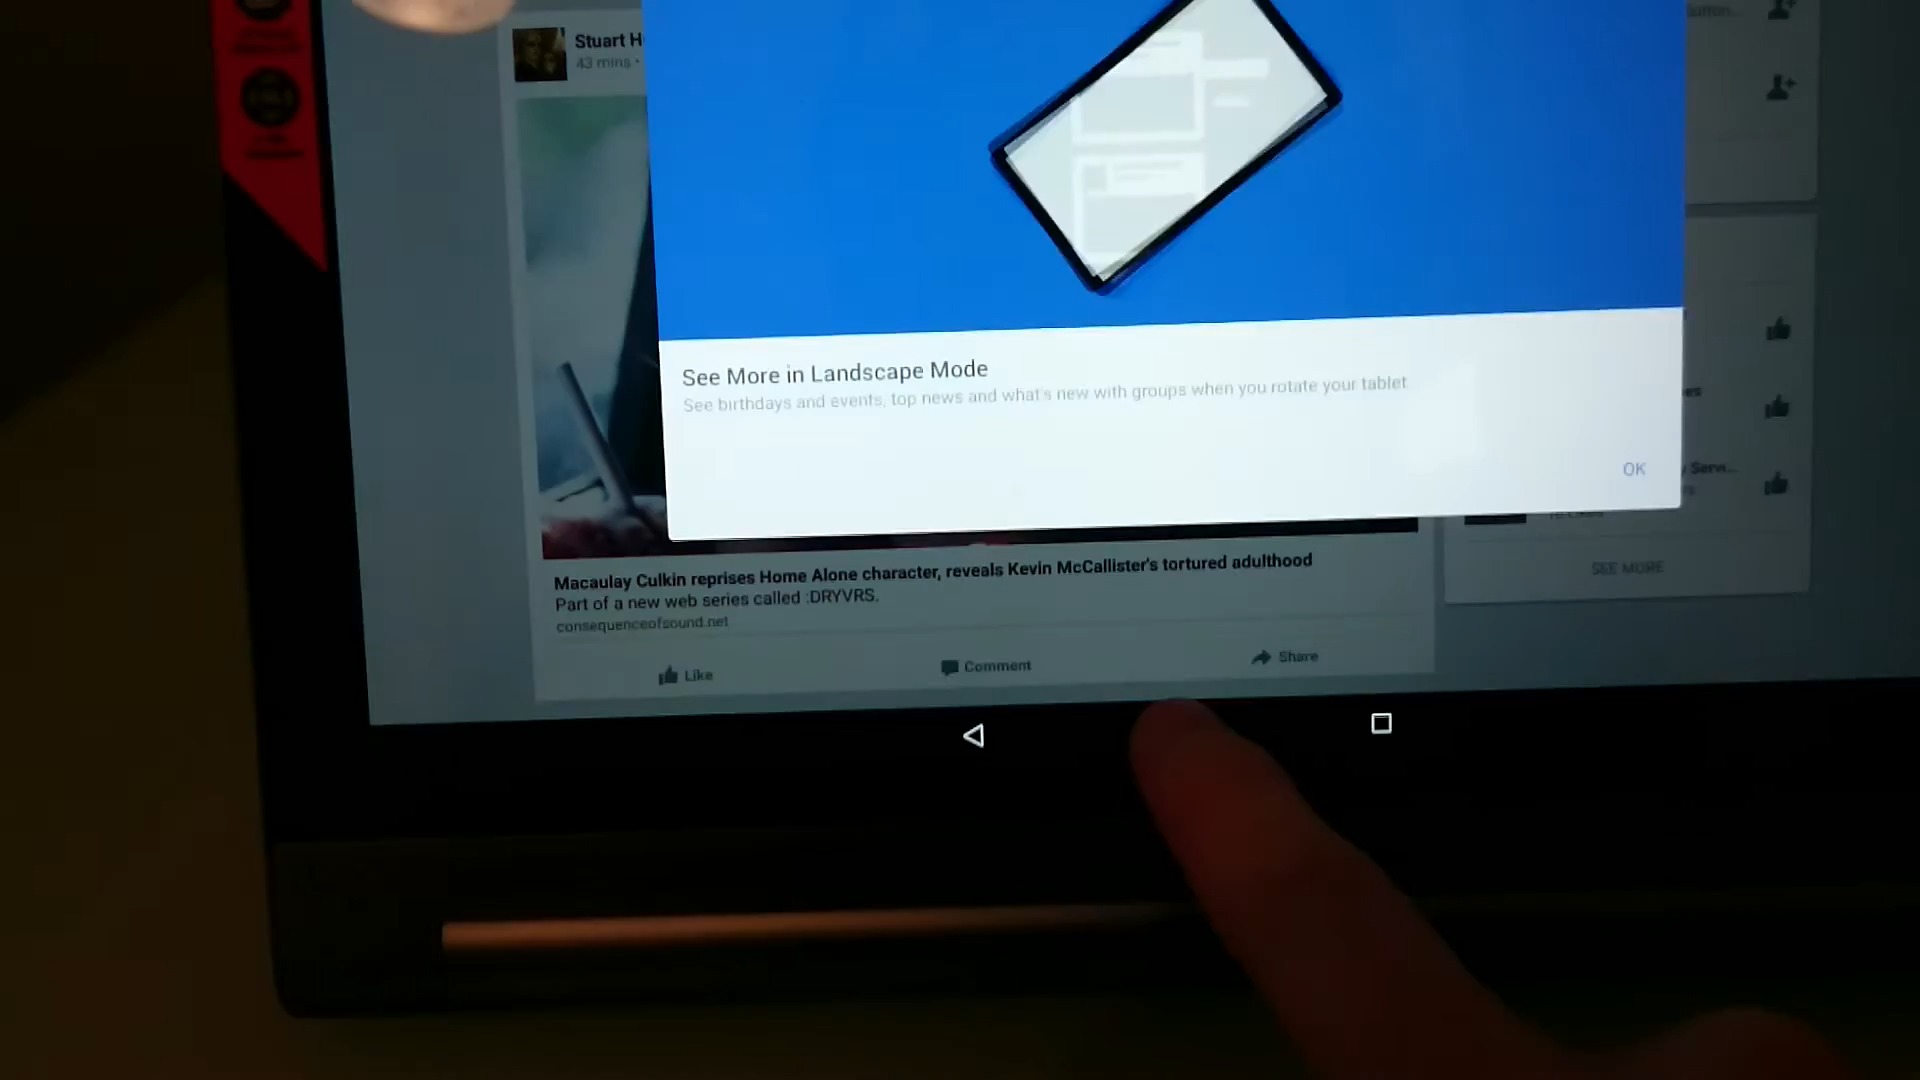 Stuart H
43 mins
See More in Landscape Mode
See birthdays and events, top news and what's new with groups when you rotate your tablet
OK
SEE MORE
Macaulay Culkin reprises Home Alone character, reveals Kevin McCallister's tortured adulthood
Part of a new web series called :DRYVRS.
consequenceofsound.net
Like
Comment
Share